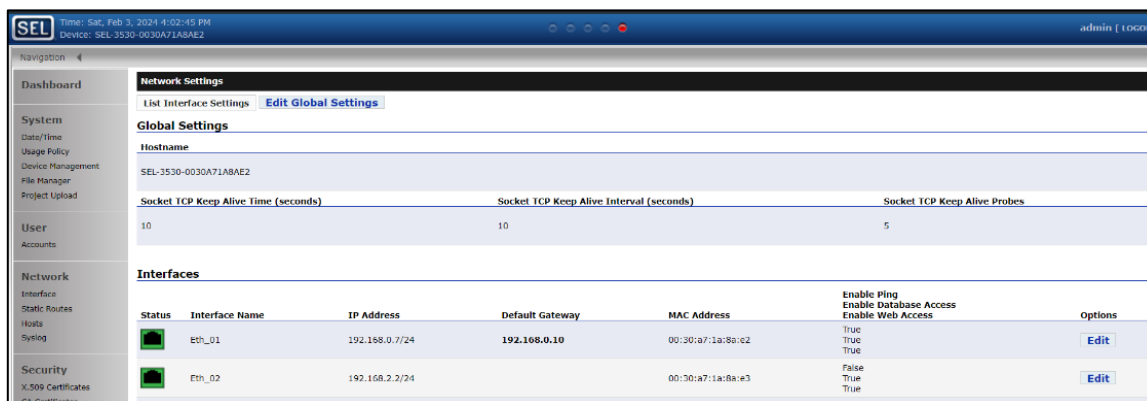 SEL
Time: Sat, Feb 3, 2024 4:02:45 PM
Device: SEL-3530-0030A71A8AE2
admin [ LOGO
Navigation
Dashboard
System
Date/Time
Usage Policy
Device Management
File Manager
Project Upload
User
Accounts
Network
Interface
Static Routes
Hosts
Syslog
Security
X.509 Certificates
Network Settings
List Interface Settings Edit Global Settings
Global Settings
Hostname
SEL-3530-0030A71A8AE2
Socket TCP Keep Alive Time (seconds) Socket TCP Keep Alive Interval (seconds) Socket TCP Keep Alive Probes
10 10 5
Interfaces
Enable Ping
Enable Database Access
Status Interface Name IP Address Default Gateway MAC Address Enable Web Access Options
True
Eth_01 192.168.0.7/24 192.168.0.10 00:30:a7:1a:8a:e2 True Edit
True
False
Eth_02 192.168.2.2/24 00:30:a7:1a:8a:e3 True Edit
True